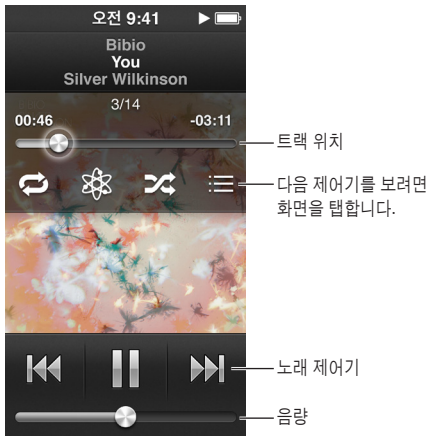 오전 9:41
Bibio
You
Silver Wilkinson
3/14
00:46
-03:11
트랙 위치
다음 제어기를 보려면
화면을 탭합니다.
노래 제어기
음량